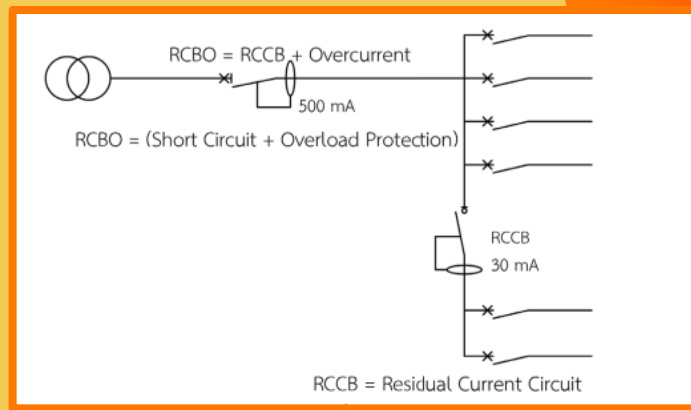 RCBO = RCCB + Overcurrent
500 mA
RCBO = (Short Circuit + Overload Protection)
RCCB
30 mA
RCCB = Residual Current Circuit